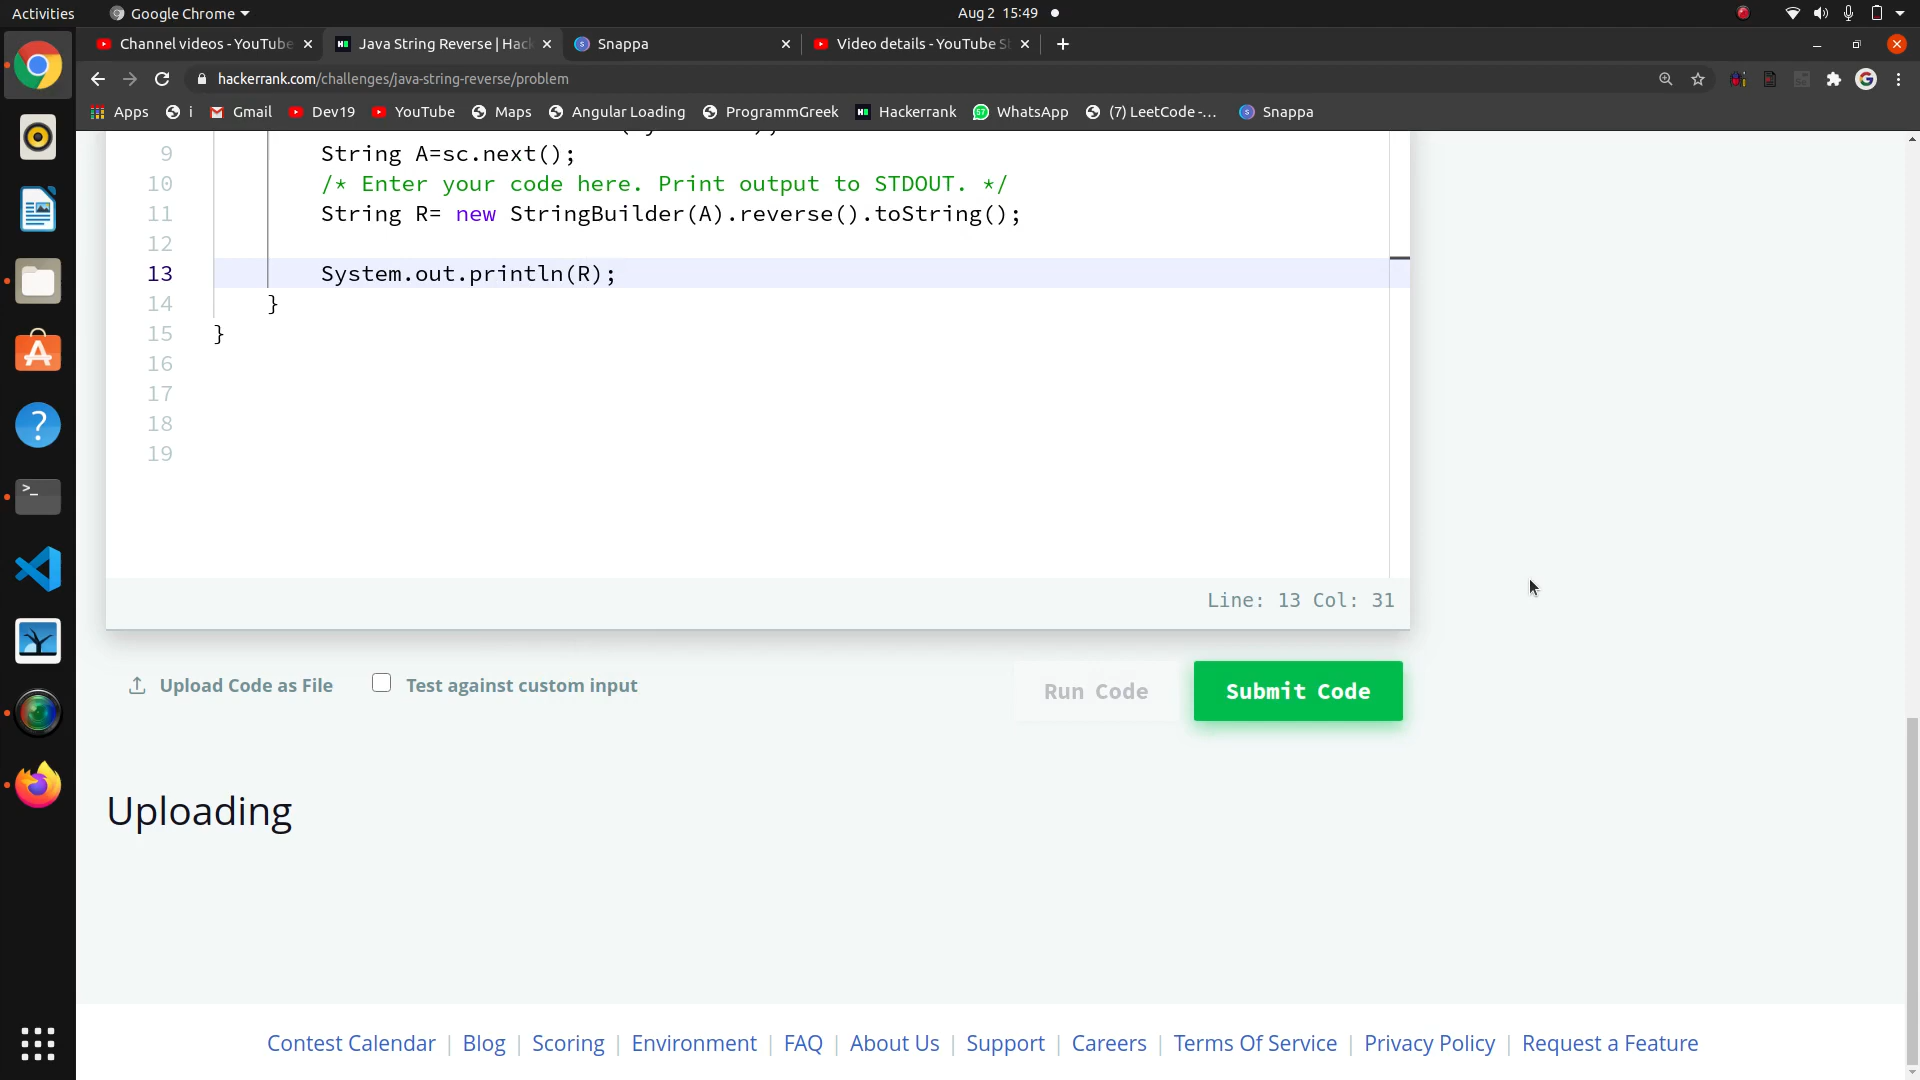 Activities Google Chrome Aug 2 15:49
Channel videos - YouTube Java String Reverse | Hac Snappa Video details - YouTube S
hackerrank.com/challenges/java-string-reverse/problem
Apps i Gmail Dev19 YouTube Maps Angular Loading ProgrammGreek Hackerrank WhatsApp (7) LeetCode -... Snappa
9 String A=sc.next();
10 /* Enter your code here. Print output to STDOUT. */
11 String R= new StringBuilder(A).reverse().toString();
12
13 System.out.println(R);
14 }
15 }
16
17
18
19
Line: 13 Col: 31
Upload Code as File Test against custom input Run Code Submit Code
Uploading
Contest Calendar | Blog | Scoring | Environment | FAQ | About Us | Support | Careers | Terms Of Service | Privacy Policy | Request a Feature